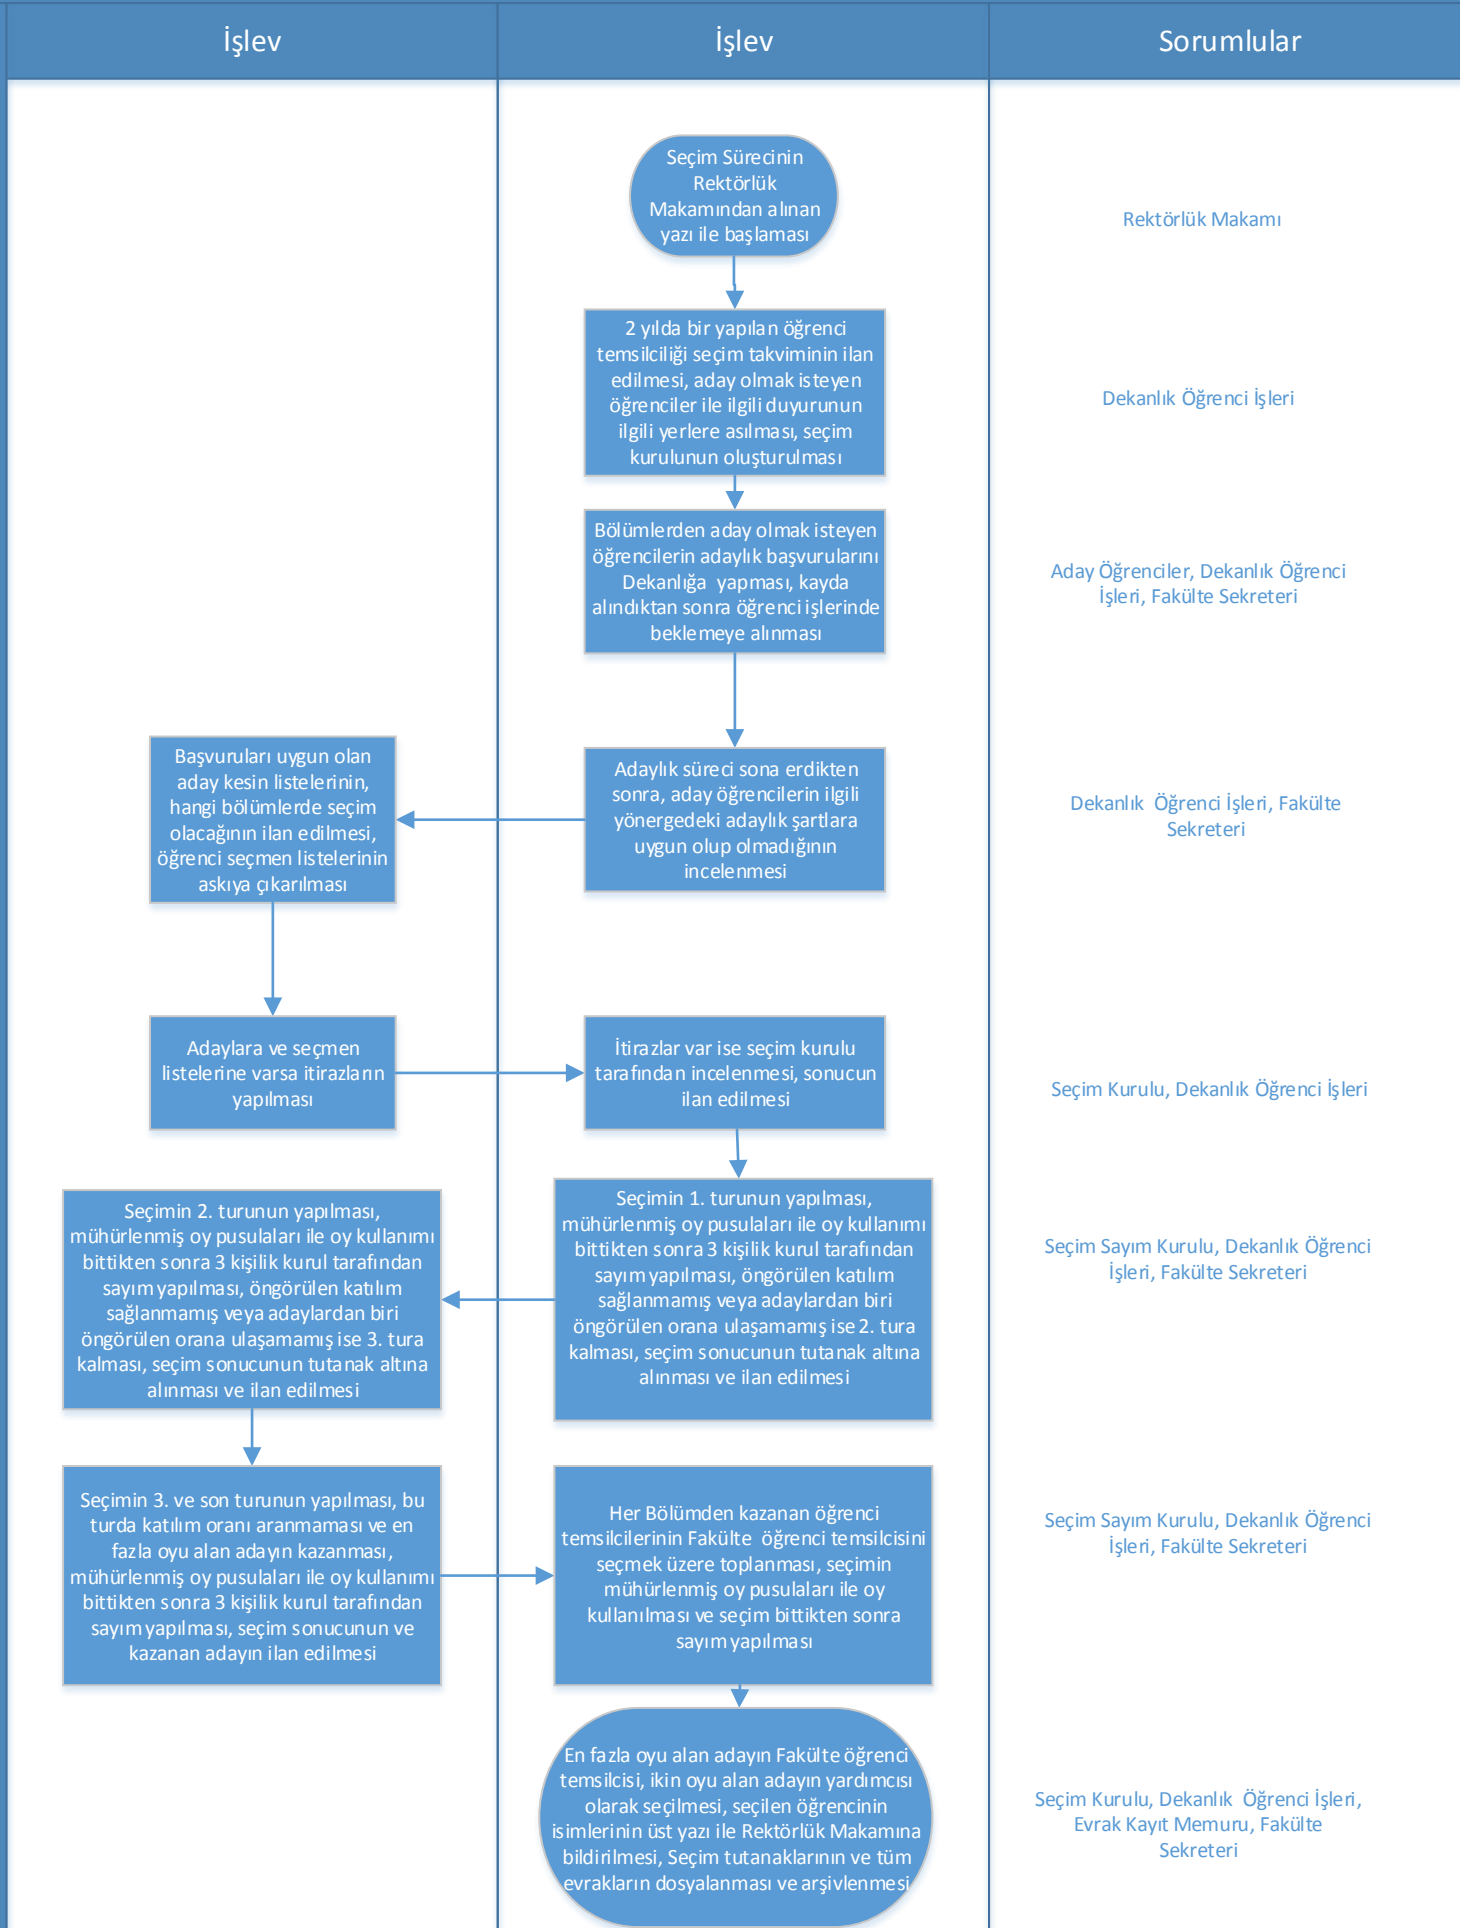 İşlev
İşlev
Sorumlular
Seçim Sürecinin
Rektörlük
Makamından alınan
yazı ile başlaması
Rektörlük Makamı
2 yılda bir yapılan öğrenci
temsilciliği seçim takviminin ilan
edilmesi, aday olmak isteyen
öğrenciler ile ilgili duyurunun
ilgili yerlere asılması, seçim
kurulunun oluşturulması
Dekanlık Öğrenci İşleri
Bölümlerden aday olmak isteyen
öğrencilerin adaylık başvurularını
Dekanlığa yapması, kayda
alındıktan sonra öğrenci işlerinde
beklemeye alınması
Aday Öğrenciler, Dekanlık Öğrenci
İşleri, Fakülte Sekreteri
Adaylık süreci sona erdikten
sonra, aday öğrencilerin ilgili
yönergedeki adaylık şartlara
uygun olup olmadığının
incelenmesi
Başvuruları uygun olan
aday kesin listelerinin,
hangi bölümlerde seçim
olacağının ilan edilmesi,
öğrenci seçmen listelerinin
askıya çıkarılması
Dekanlık Öğrenci İşleri, Fakülte
Sekreteri
Adaylara ve seçmen
listelerine varsa itirazların
yapılması
İtirazlar var ise seçim kurulu
tarafından incelenmesi, sonucun
ilan edilmesi
Seçim Kurulu, Dekanlık Öğrenci İşleri
Seçimin 1. turunun yapılması,
mühürlenmiş oy pusulaları ile oy kullanımı
bittikten sonra 3 kişilik kurul tarafından
sayım yapılması, öngörülen katılım
sağlanmamış veya adaylardan biri
öngörülen orana ulaşamamış ise 2. tura
kalması, seçim sonucunun tutanak altına
alınması ve ilan edilmesi
Seçimin 2. turunun yapılması,
mühürlenmiş oy pusulaları ile oy kullanımı
bittikten sonra 3 kişilik kurul tarafından
sayım yapılması, öngörülen katılım
sağlanmamış veya adaylardan biri
öngörülen orana ulaşamamış ise 3. tura
kalması, seçim sonucunun tutanak altına
alınması ve ilan edilmesi
Seçim Sayım Kurulu, Dekanlık Öğrenci
İşleri, Fakülte Sekreteri
Seçimin 3. ve son turunun yapılması, bu
turda katılım oranı aranmaması ve en
fazla oyu alan adayın kazanması,
mühürlenmiş oy pusulaları ile oy kullanımı
bittikten sonra 3 kişilik kurul tarafından
sayım yapılması, seçim sonucunun ve
kazanan adayın ilan edilmesi
Her Bölümden kazanan öğrenci
temsilcilerinin Fakülte öğrenci temsilcisini
seçmek üzere toplanması, seçimin
mühürlenmiş oy pusulaları ile oy
kullanılması ve seçim bittikten sonra
sayım yapılması
Seçim Sayım Kurulu, Dekanlık Öğrenci
İşleri, Fakülte Sekreteri
En fazla oyu alan adayın Fakülte öğrenci
temsilcisi, ikin oyu alan adayın yardımcısı
olarak seçilmesi, seçilen öğrencinin
isimlerinin üst yazı ile Rektörlük Makamına
bildirilmesi, Seçim tutanaklarının ve tüm
evrakların dosyalanması ve arşivlenmesi
Seçim Kurulu, Dekanlık Öğrenci İşleri,
Evrak Kayıt Memuru, Fakülte
Sekreteri